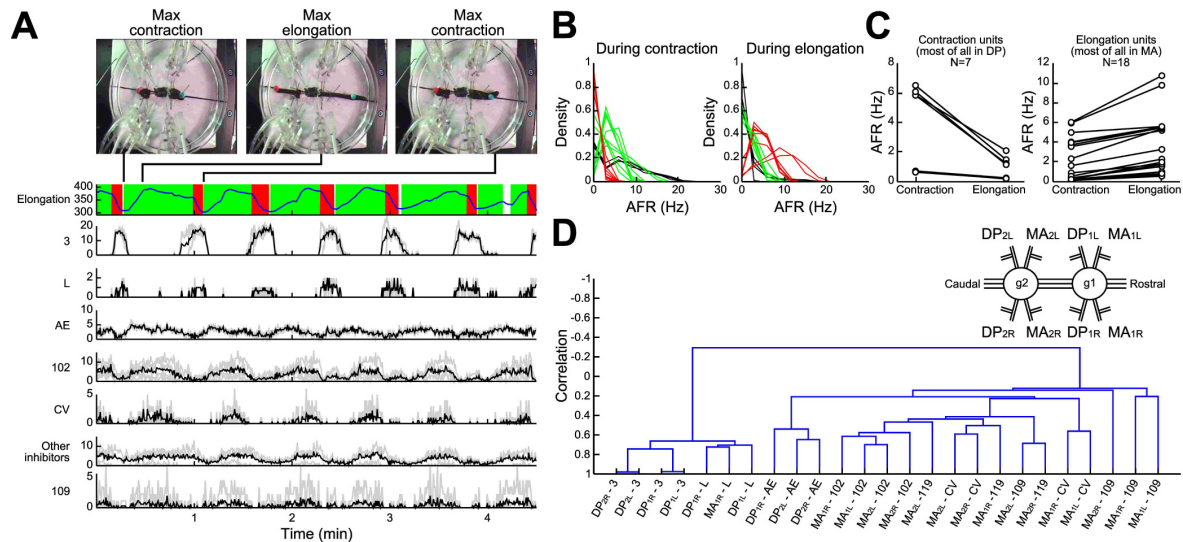 A
Max contraction
Max elongation
Max contraction
Elongation
400
350
300
3
20
10
0
L
2
1
0
AE
10
5
0
102
10
0
CV
5
0
Other inhibitors
10
0
109
5
0
1
2
3
4
Time (min)
B
During contraction
During elongation
Density
1
0.8
0.6
0.4
0.2
0
0
10
20
30
AFR (Hz)
Density
1
0.8
0.6
0.4
0.2
0
0
10
20
30
AFR (Hz)
C
Contraction units
(most of all in DP)
N=7
AFR (Hz)
8
6
4
2
0
Contraction
Elongation
Elongation units
(most of all in MA)
N=18
AFR (Hz)
12
10
8
6
4
2
0
Contraction
Elongation
D
DP2L MA2L DP1L MA1L
Caudal g2 g1 Rostral
DP2R MA2R DP1R MA1R
Correlation
-1
-0.8
-0.6
-0.4
-0.2
0
0.2
0.4
0.6
0.8
1
DP2R - 3
DP2L - 3
DP1R - 3
DP1L - 3
DP1R - L
MA1R - L
DP1L - L
DP1R - AE
DP2L - AE
DP2R - AE
MA1R - 102
MA1L - 102
MA2L - 102
MA2R - 102
MA2L - 119
MA2L - CV
MA2R - CV
MA1R - 119
MA2L - 109
MA2R - 119
MA1R - CV
MA1L - CV
MA2R - 109
MA1R - 109
MA1L - 109